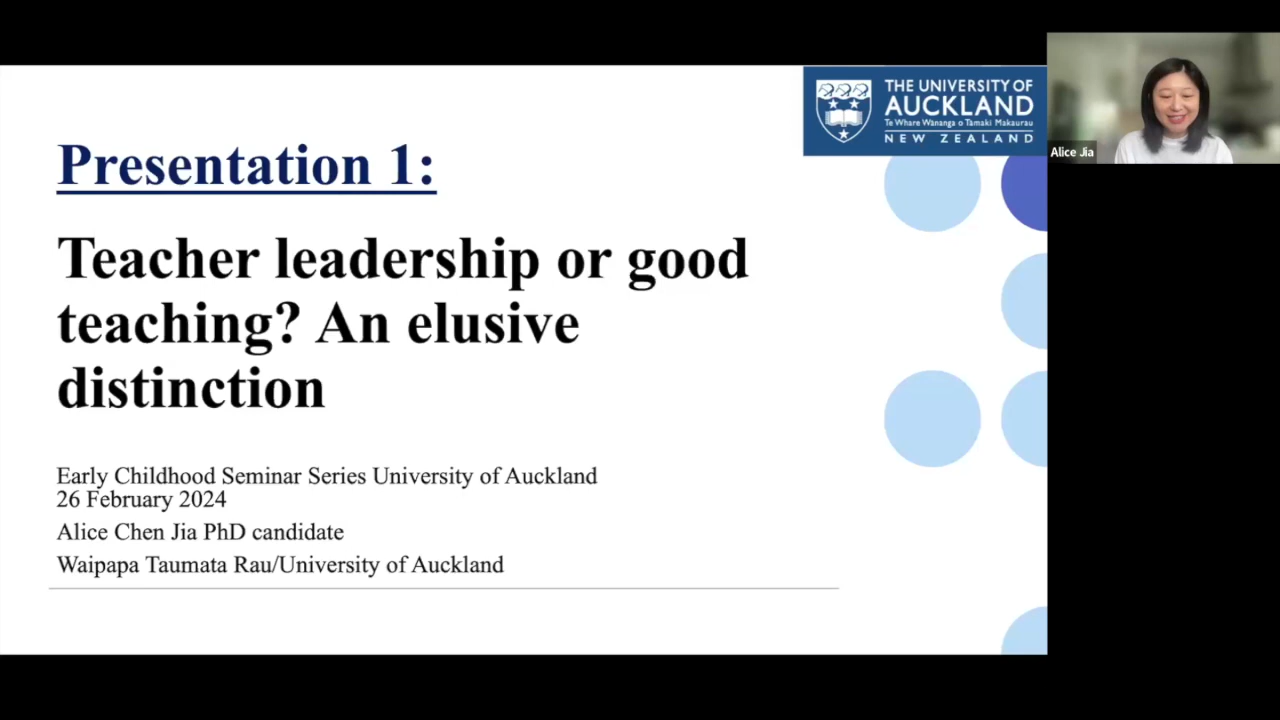 THE UNIVERSITY OF
AUCKLAND
Te Whare Wānanga o Tāmaki Makaurau
NEW ZEALAND
Alice Jia
Presentation 1:
Teacher leadership or good
teaching? An elusive
distinction
Early Childhood Seminar Series University of Auckland
26 February 2024
Alice Chen Jia PhD candidate
Waipapa Taumata Rau/University of Auckland